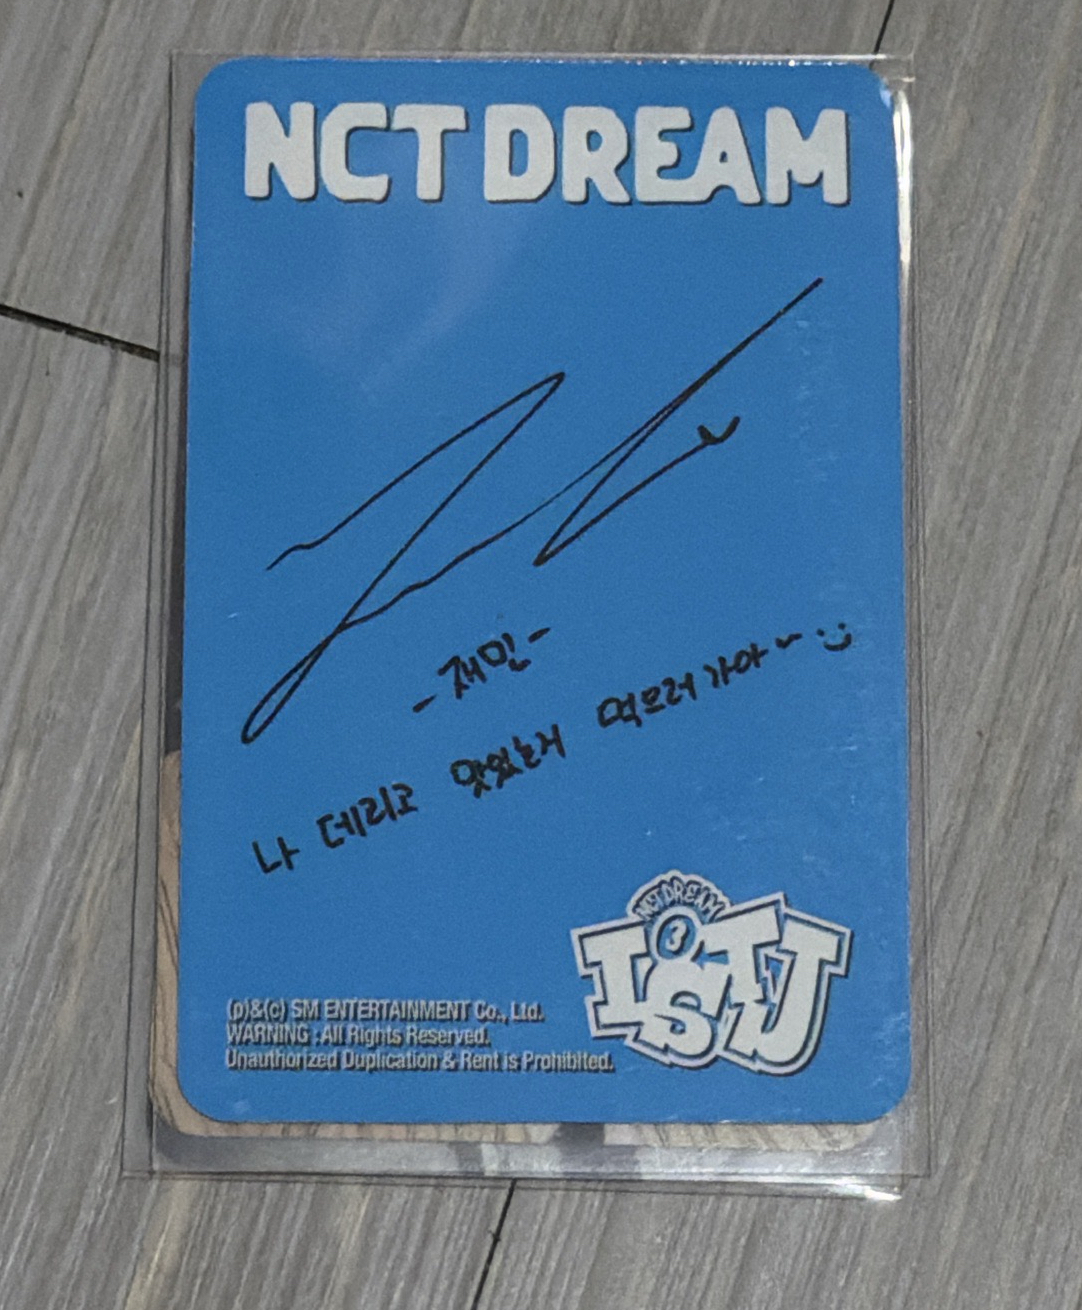 NCT DREAM
-재민-
나 데리고 맛있는거 먹으러 가아~ :)
NCT DREAM
3
ISTJ
(p)&(c) SM ENTERTAINMENT Co., Ltd.
WARNING : All Rights Reserved.
Unauthorized Duplication & Rent is Prohibited.